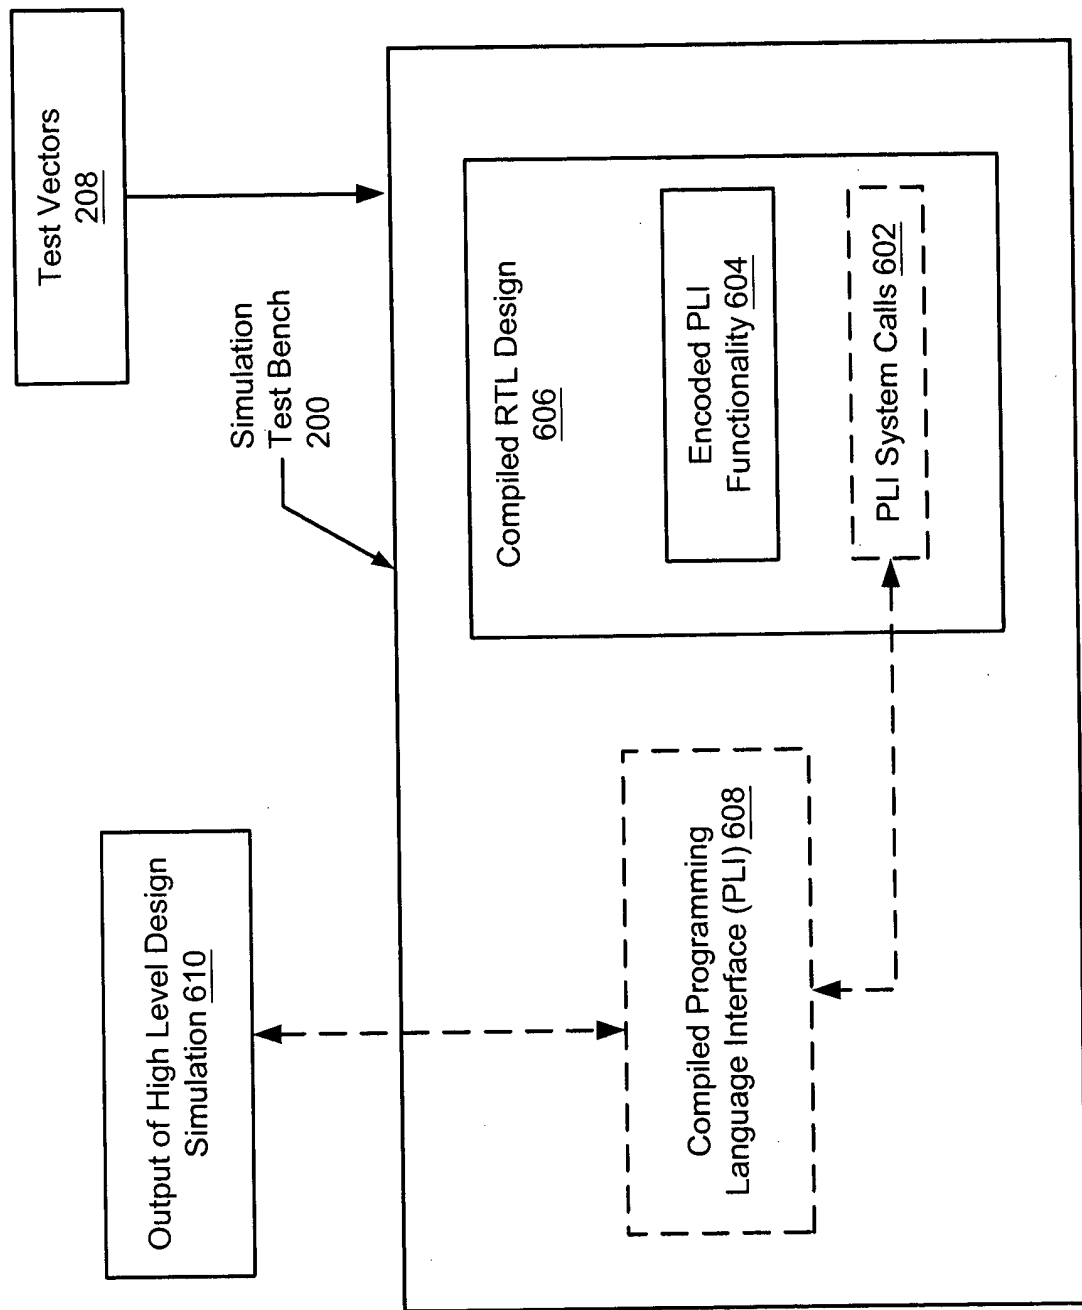 Output of High Level Design
Simulation 610
Test Vectors
208
Simulation
Test Bench
200
Compiled Programming
Language Interface (PLI) 608
Compiled RTL Design
606
Encoded PLI
Functionality 604
PLI System Calls 602